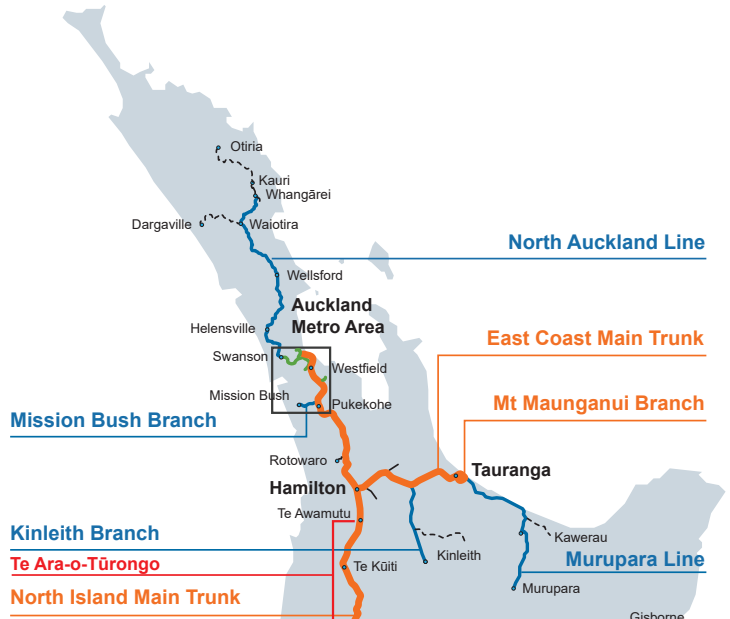 Otiria
Kauri
Whangārei
Dargaville
Waiotira
North Auckland Line
Wellsford
Auckland
Metro Area
Helensville
East Coast Main Trunk
Swanson
Westfield
Mission Bush
Pukekohe
Mt Maunganui Branch
Mission Bush Branch
Rotowaro
Tauranga
Hamilton
Te Awamutu
Kinleith Branch
Kawerau
Kinleith
Murupara Line
Te Ara-o-Tūrongo
Te Kūiti
Murupara
North Island Main Trunk
Gisborne